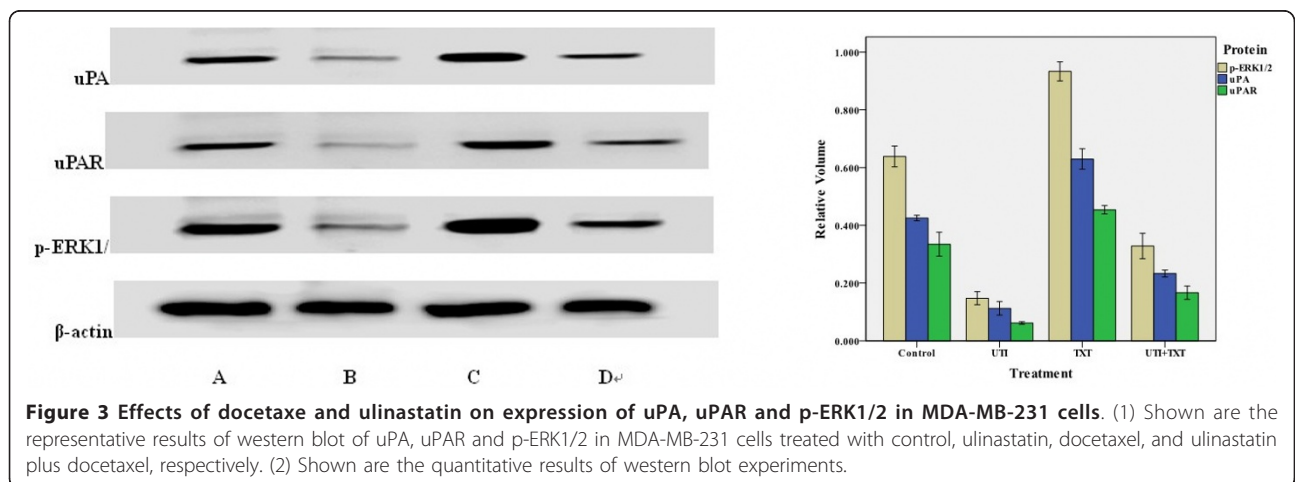 uPA
uPAR
p-ERK1/
β-actin
A B C D↵
1.000
0.800
0.600
0.400
0.200
0.000
Relative Volume
Control UTI TXT UTI+TXT
Treatment
Protein
p-ERK1/2
uPA
uPAR
Figure 3 Effects of docetaxe and ulinastatin on expression of uPA, uPAR and p-ERK1/2 in MDA-MB-231 cells. (1) Shown are the
representative results of western blot of uPA, uPAR and p-ERK1/2 in MDA-MB-231 cells treated with control, ulinastatin, docetaxel, and ulinastatin
plus docetaxel, respectively. (2) Shown are the quantitative results of western blot experiments.